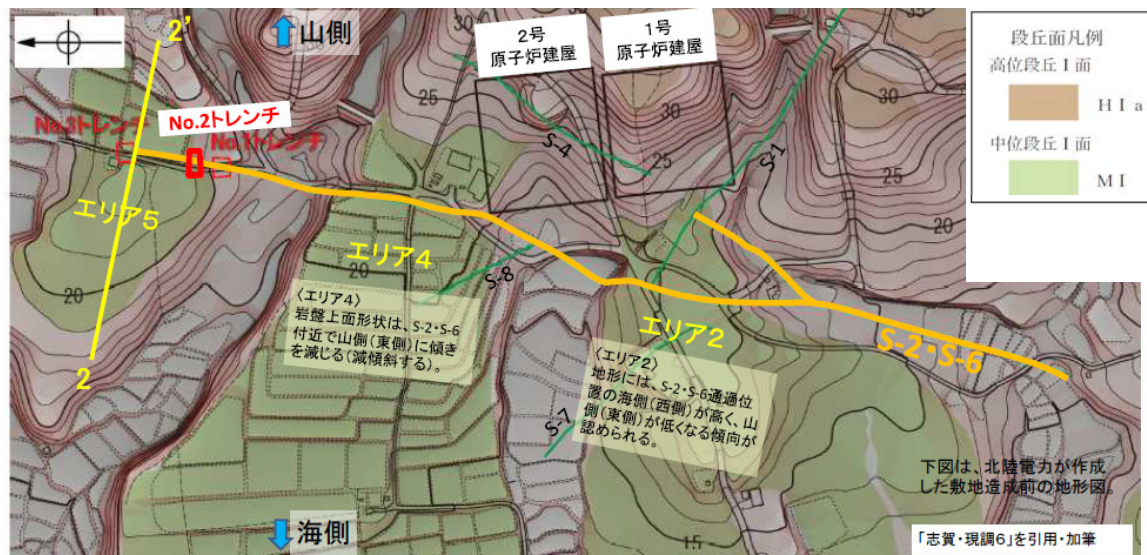 山側
2号
原子炉建屋
1号
原子炉建屋
段丘面凡例
高位段丘Ⅰ面
HⅠa
中位段丘Ⅰ面
MⅠ
2'
No.3トレンチ
No.2トレンチ
No.1トレンチ
S-4
S-1
エリア5
エリア4
S-8
エリア2
S-2・S-6
S-7
2
〈エリア4〉
岩盤上面形状は、S-2・S-6
付近で山側(東側)に傾き
を減じる(減傾斜する)。
〈エリア2〉
地形には、S-2・S-6通過位
置の海側(西側)が高く、山
側(東側)が低くなる傾向が
認められる。
海側
下図は、北陸電力が作成
した敷地造成前の地形図。
「志賀・現調6」を引用・加筆
35
30
25
25
30
25
30
25
20
20
20
15